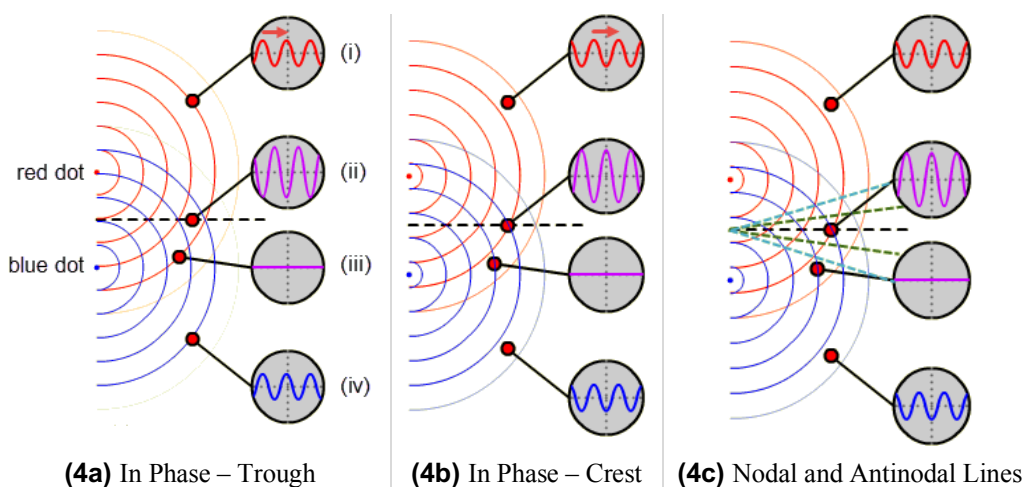 (i)
red dot
(ii)
blue dot
(iii)
(iv)
(4a) In Phase – Trough
(4b) In Phase – Crest
(4c) Nodal and Antinodal Lines